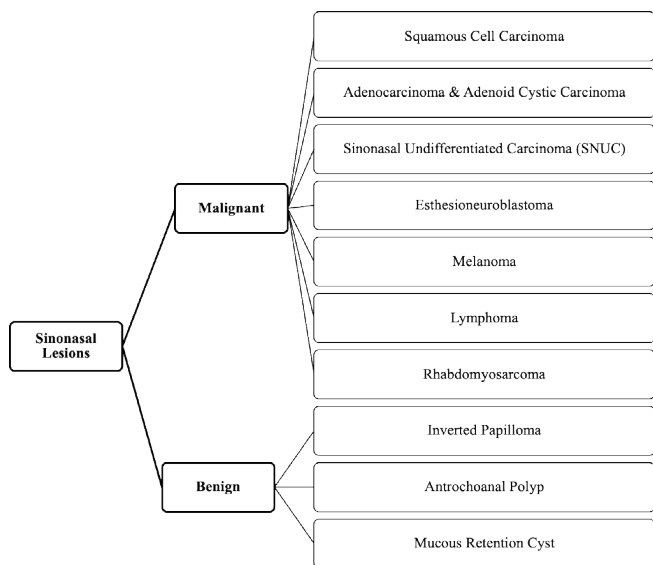 Squamous Cell Carcinoma
Adenocarcinoma & Adenoid Cystic Carcinoma
Sinonasal Undifferentiated Carcinoma (SNUC)
Malignant
Esthesioneuroblastoma
Melanoma
Lymphoma
Sinonasal
Lesions
Rhabdomyosarcoma
Inverted Papilloma
Benign
Antrochoanal Polyp
Mucous Retention Cyst